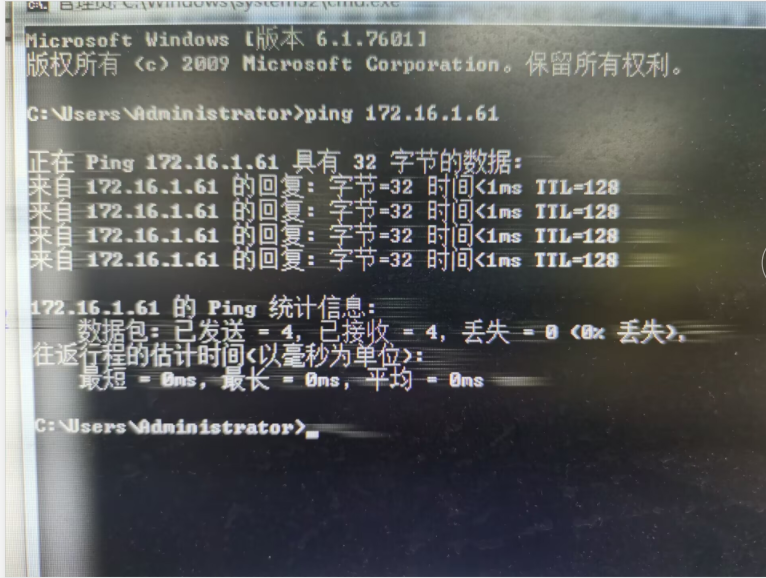 管理员: C:\Windows\system32\cmd.exe
Microsoft Windows [版本 6.1.7601]
版权所有 (c) 2009 Microsoft Corporation。保留所有权利。
C:\Users\Administrator>ping 172.16.1.61
正在 Ping 172.16.1.61 具有 32 字节的数据:
来自 172.16.1.61 的回复: 字节=32 时间<1ms TTL=128
来自 172.16.1.61 的回复: 字节=32 时间<1ms TTL=128
来自 172.16.1.61 的回复: 字节=32 时间<1ms TTL=128
来自 172.16.1.61 的回复: 字节=32 时间<1ms TTL=128
172.16.1.61 的 Ping 统计信息:
数据包: 已发送 = 4, 已接收 = 4, 丢失 = 0 (0% 丢失),
往返行程的估计时间(以毫秒为单位):
最短 = 0ms, 最长 = 0ms, 平均 = 0ms
C:\Users\Administrator>